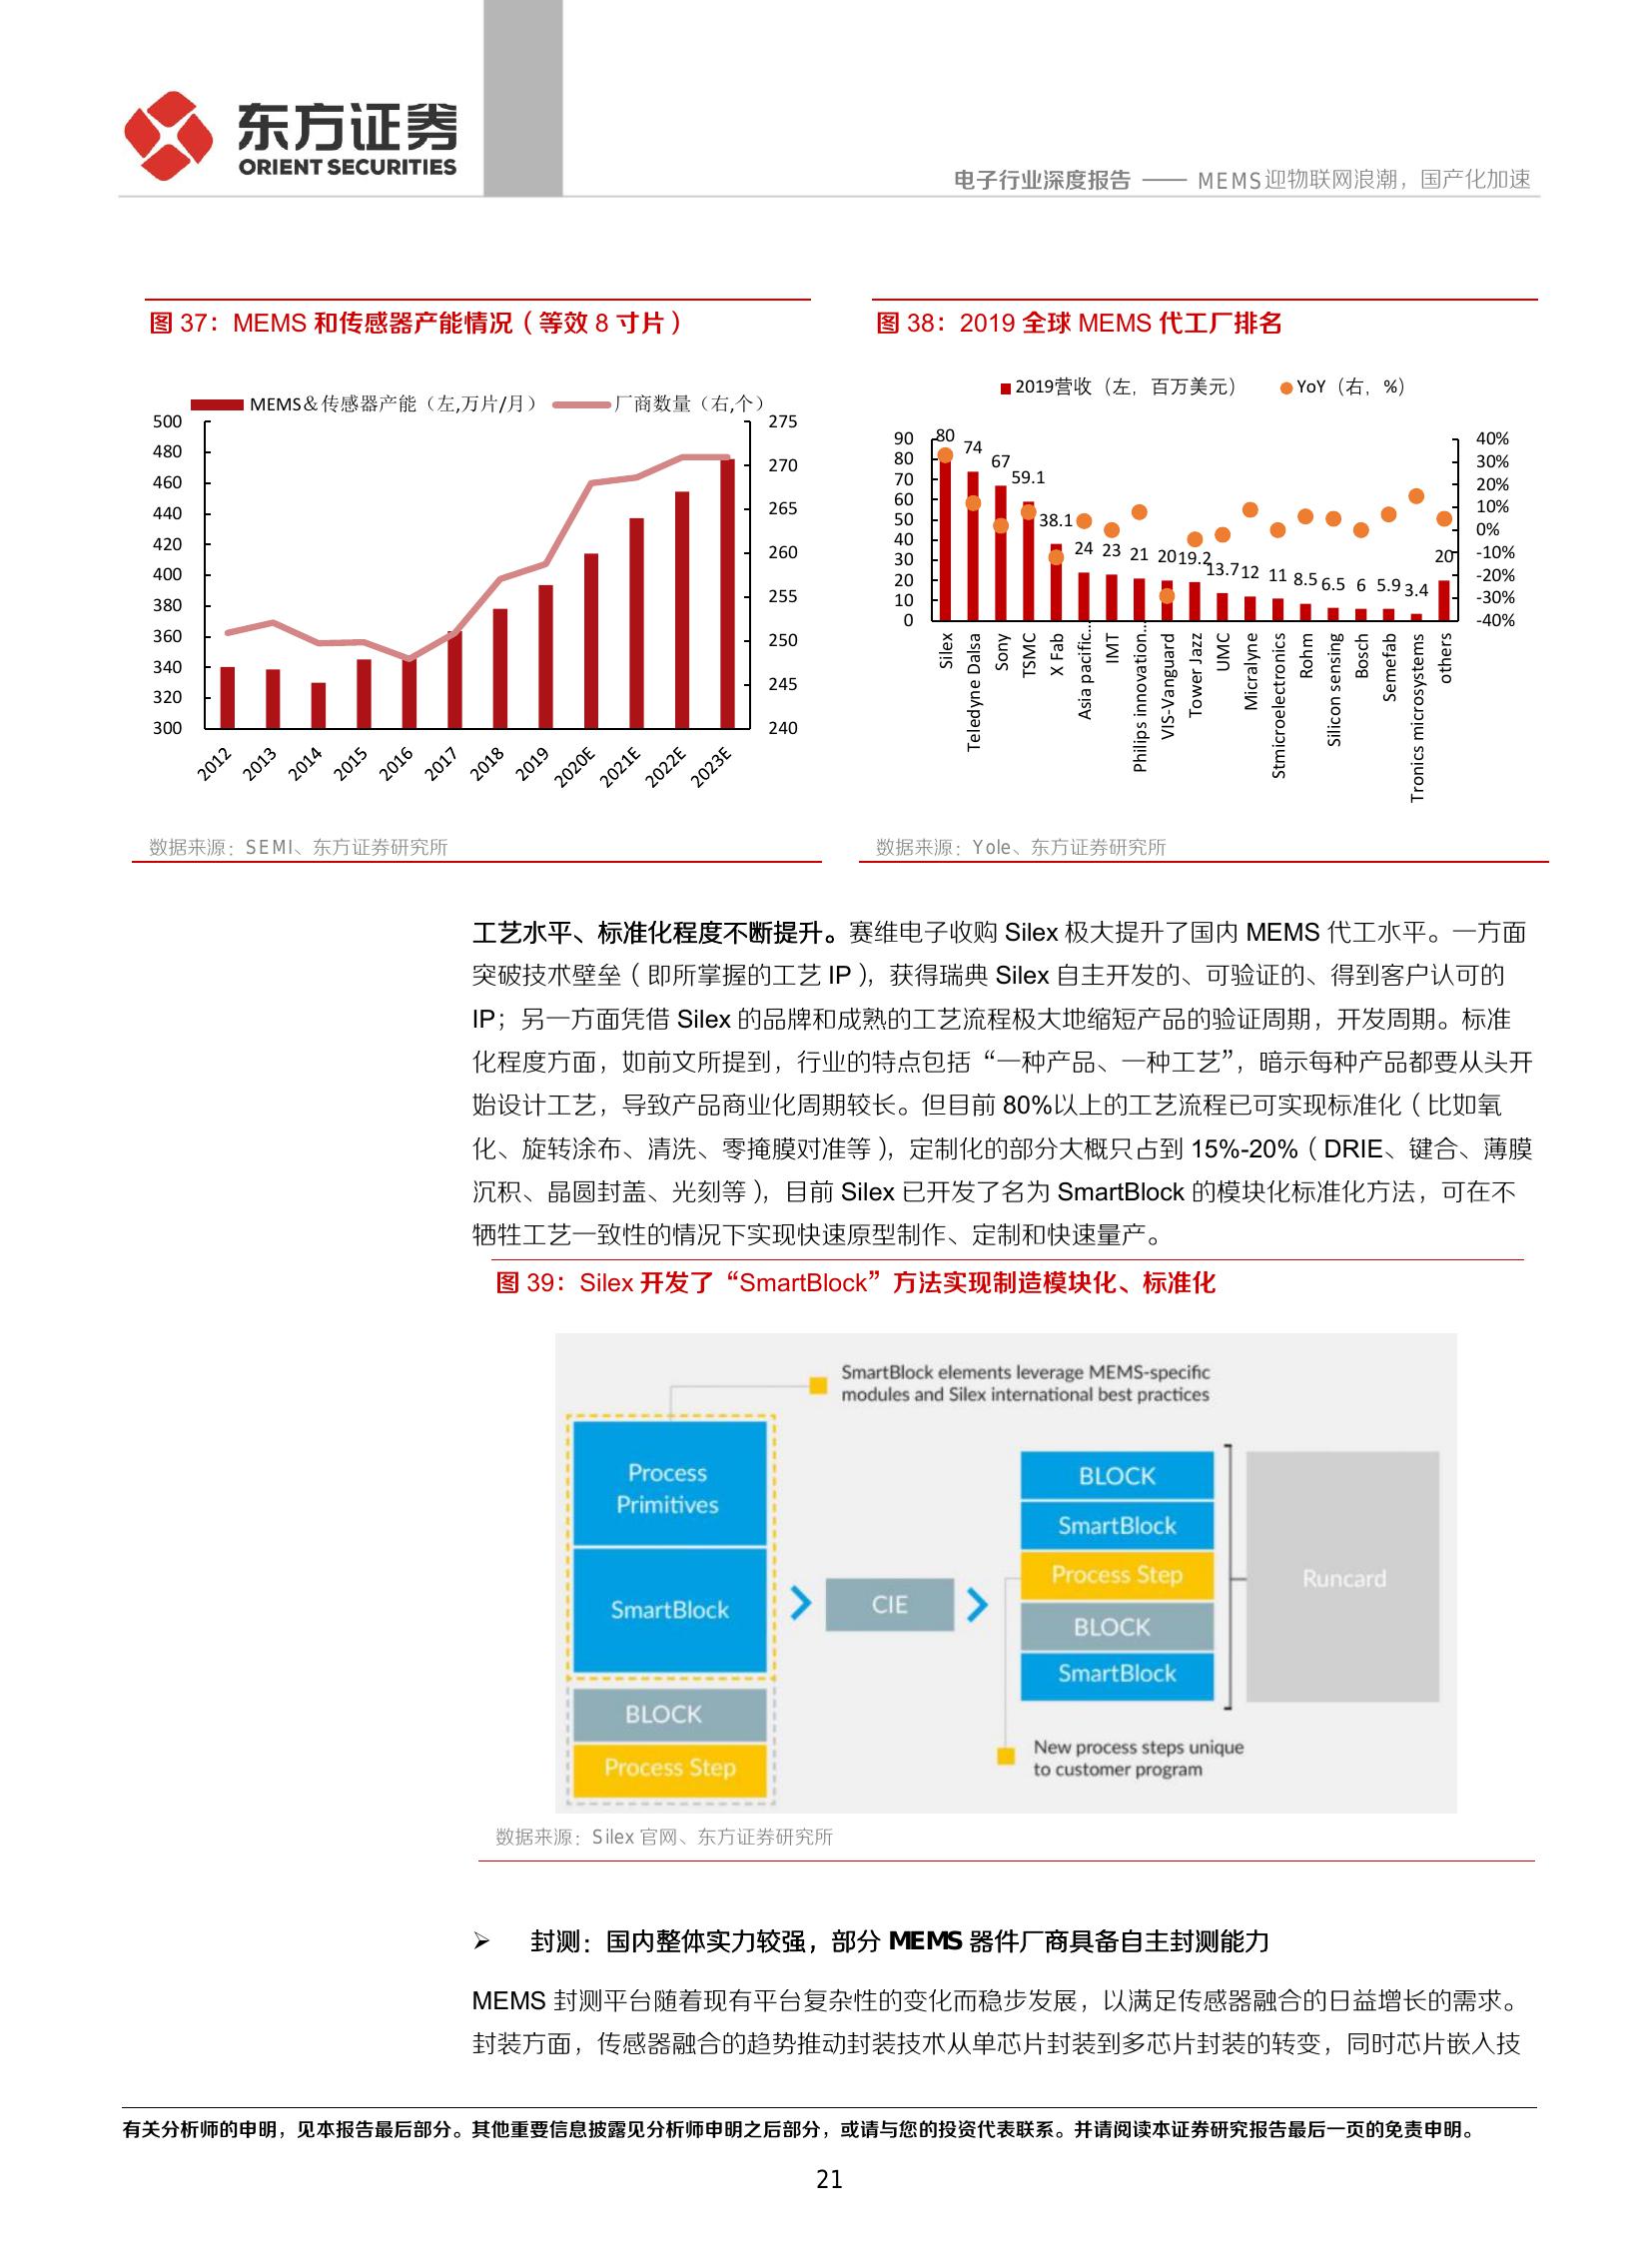 东方证券
ORIENT SECURITIES
电子行业深度报告 —— MEMS迎物联网浪潮，国产化加速
图 37：MEMS 和传感器产能情况（等效 8 寸片）
MEMS&传感器产能（左,万片/月） 厂商数量（右,个）
500
480
460
440
420
400
380
360
340
320
300
275
270
265
260
255
250
245
240
2012 2013 2014 2015 2016 2017 2018 2019 2020E 2021E 2022E 2023E
数据来源：SEMI、东方证券研究所
图 38：2019 全球 MEMS 代工厂排名
2019营收（左，百万美元） YoY（右，%）
90
80
70
60
50
40
30
20
10
0
80 74 67 59.1 38.1 24 23 21 20 19.2 13.7 12 11 8.5 6.5 6 5.9 3.4 20
40%
30%
20%
10%
0%
-10%
-20%
-30%
-40%
Silex
Teledyne Dalsa
Sony
TSMC
X Fab
Asia pacific…
IMT
Philips innovation…
VIS-Vanguard
Tower Jazz
UMC
Micralyne
Stmicroelectronics
Rohm
Silicon sensing
Bosch
Semefab
Tronics microsystems
others
数据来源：Yole、东方证券研究所
工艺水平、标准化程度不断提升。赛维电子收购 Silex 极大提升了国内 MEMS 代工水平。一方面
突破技术壁垒（即所掌握的工艺 IP），获得瑞典 Silex 自主开发的、可验证的、得到客户认可的
IP；另一方面凭借 Silex 的品牌和成熟的工艺流程极大地缩短产品的验证周期，开发周期。标准
化程度方面，如前文所提到，行业的特点包括“一种产品、一种工艺”，暗示每种产品都要从头开
始设计工艺，导致产品商业化周期较长。但目前 80%以上的工艺流程已可实现标准化（比如氧
化、旋转涂布、清洗、零掩膜对准等），定制化的部分大概只占到 15%-20%（DRIE、键合、薄膜
沉积、晶圆封盖、光刻等），目前 Silex 已开发了名为 SmartBlock 的模块化标准化方法，可在不
牺牲工艺一致性的情况下实现快速原型制作、定制和快速量产。
图 39：Silex 开发了“SmartBlock”方法实现制造模块化、标准化
SmartBlock elements leverage MEMS-specific
modules and Silex international best practices
Process
Primitives
SmartBlock
BLOCK
Process Step
CIE
BLOCK
SmartBlock
Process Step
BLOCK
SmartBlock
Runcard
New process steps unique
to customer program
数据来源：Silex 官网、东方证券研究所
➢ 封测：国内整体实力较强，部分 MEMS 器件厂商具备自主封测能力
MEMS 封测平台随着现有平台复杂性的变化而稳步发展，以满足传感器融合的日益增长的需求。
封装方面，传感器融合的趋势推动封装技术从单芯片封装到多芯片封装的转变，同时芯片嵌入技
有关分析师的申明，见本报告最后部分。其他重要信息披露见分析师申明之后部分，或请与您的投资代表联系。并请阅读本证券研究报告最后一页的免责申明。
21